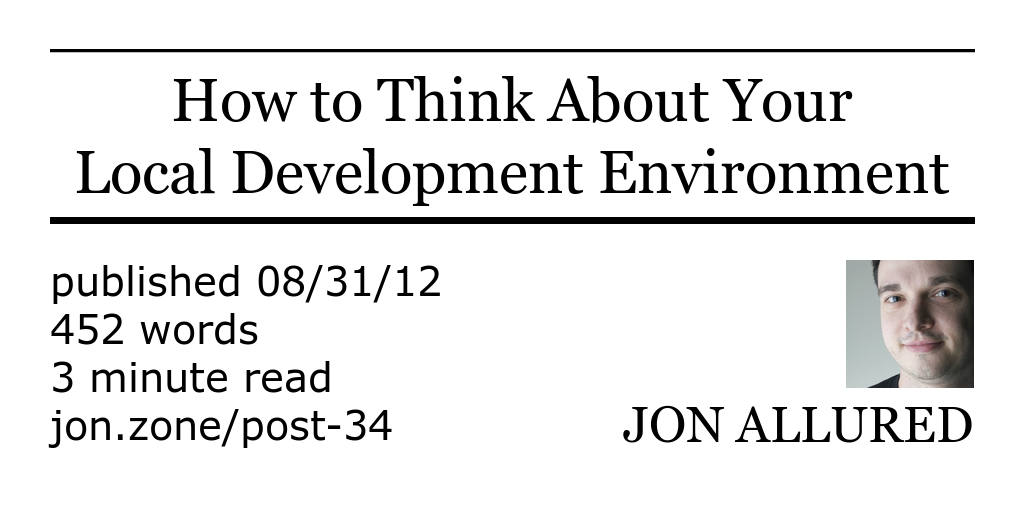 How to Think About Your
Local Development Environment
published 08/31/12
452 words
3 minute read
jon.zone/post-34
JON ALLURED